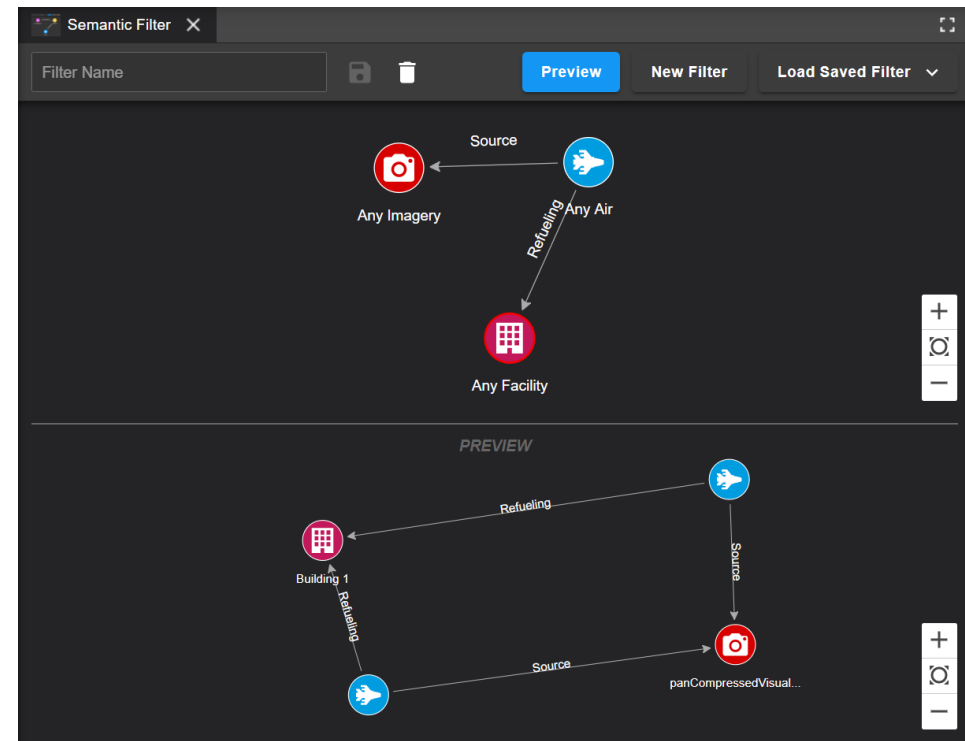 Semantic Filter
Filter Name
Preview
New Filter
Load Saved Filter
Source
Any Imagery
Any Air
Refueling
Any Facility
PREVIEW
Refueling
Source
Building 1
Refueling
Source
panCompressedVisual...